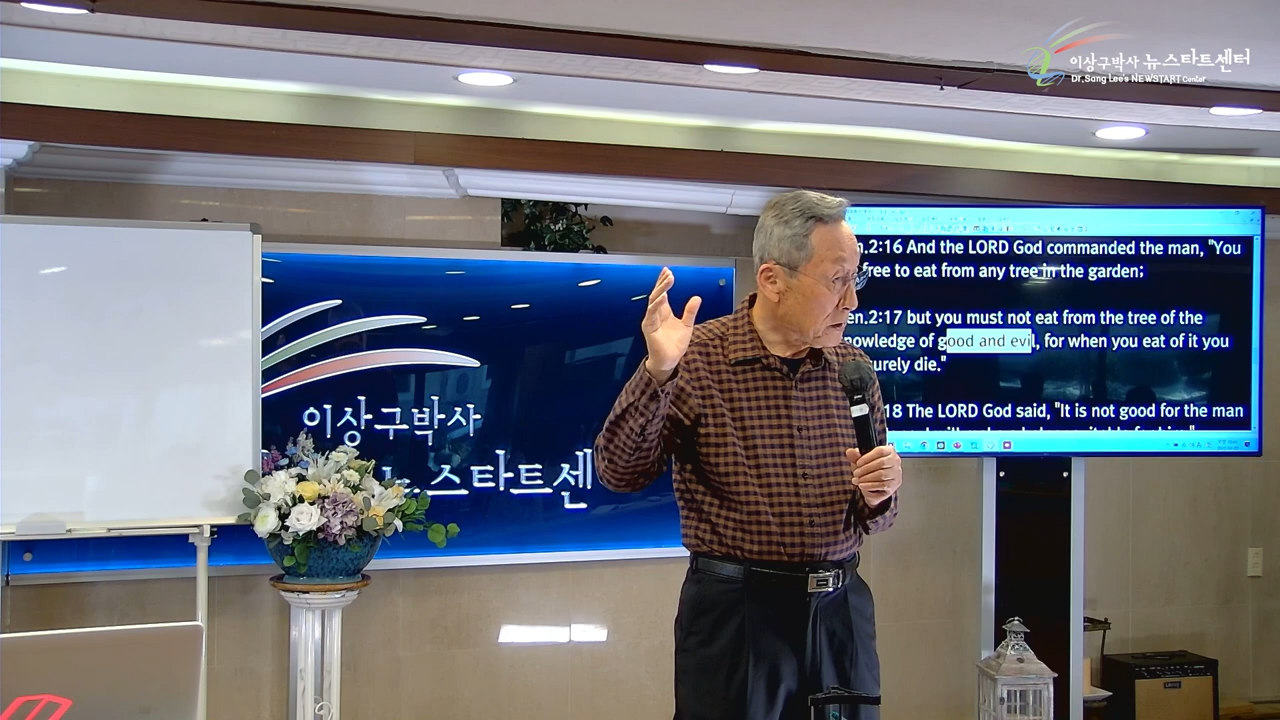 이상구박사 뉴스타트센터
Dr.Sang Lee's NEWSTART Center
이상구박사
스타트센
n.2:16 And the LORD God commanded the man, "You
free to eat from any tree in the garden;
en.2:17 but you must not eat from the tree of the
nowledge of good and evil, for when you eat of it you
urely die."
18 The LORD God said, "It is not good for the man